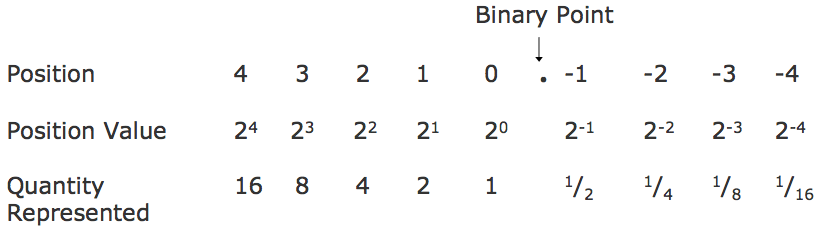 Binary Point
Position 4 3 2 1 0 . -1 -2 -3 -4
Position Value 2⁴ 2³ 2² 2¹ 2⁰ 2⁻¹ 2⁻² 2⁻³ 2⁻⁴
Quantity 16 8 4 2 1 1/2 1/4 1/8 1/16
Represented